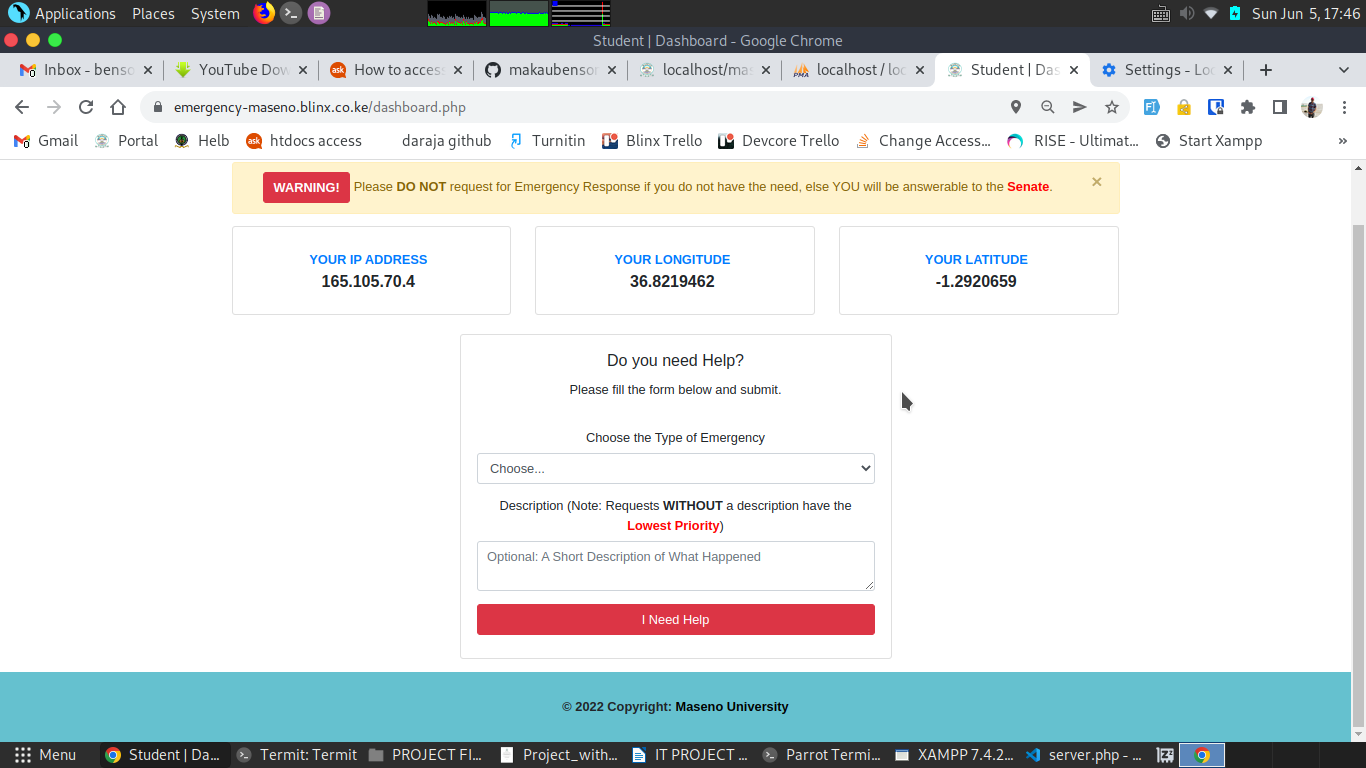 Applications Places System
Sun Jun 5, 17:46
Student | Dashboard - Google Chrome
Inbox - benso
YouTube Dow
ask How to acces
makaubenson
localhost/mas
PMA localhost / loc
Student | Das
Settings - Loc
emergency-maseno.blinx.co.ke/dashboard.php
Gmail Portal Helb ask htdocs access daraja github Turnitin Blinx Trello Devcore Trello Change Access... RISE - Ultimat... Start Xampp »
WARNING! Please DO NOT request for Emergency Response if you do not have the need, else YOU will be answerable to the Senate. ×
YOUR IP ADDRESS
165.105.70.4
YOUR LONGITUDE
36.8219462
YOUR LATITUDE
-1.2920659
Do you need Help?
Please fill the form below and submit.
Choose the Type of Emergency
Choose...
Description (Note: Requests WITHOUT a description have the
Lowest Priority)
Optional: A Short Description of What Happened
I Need Help
© 2022 Copyright: Maseno University
Menu Student | Da... Termit: Termit PROJECT FI... Project_with... IT PROJECT ... Parrot Termi... XAMPP 7.4.2... server.php - ...